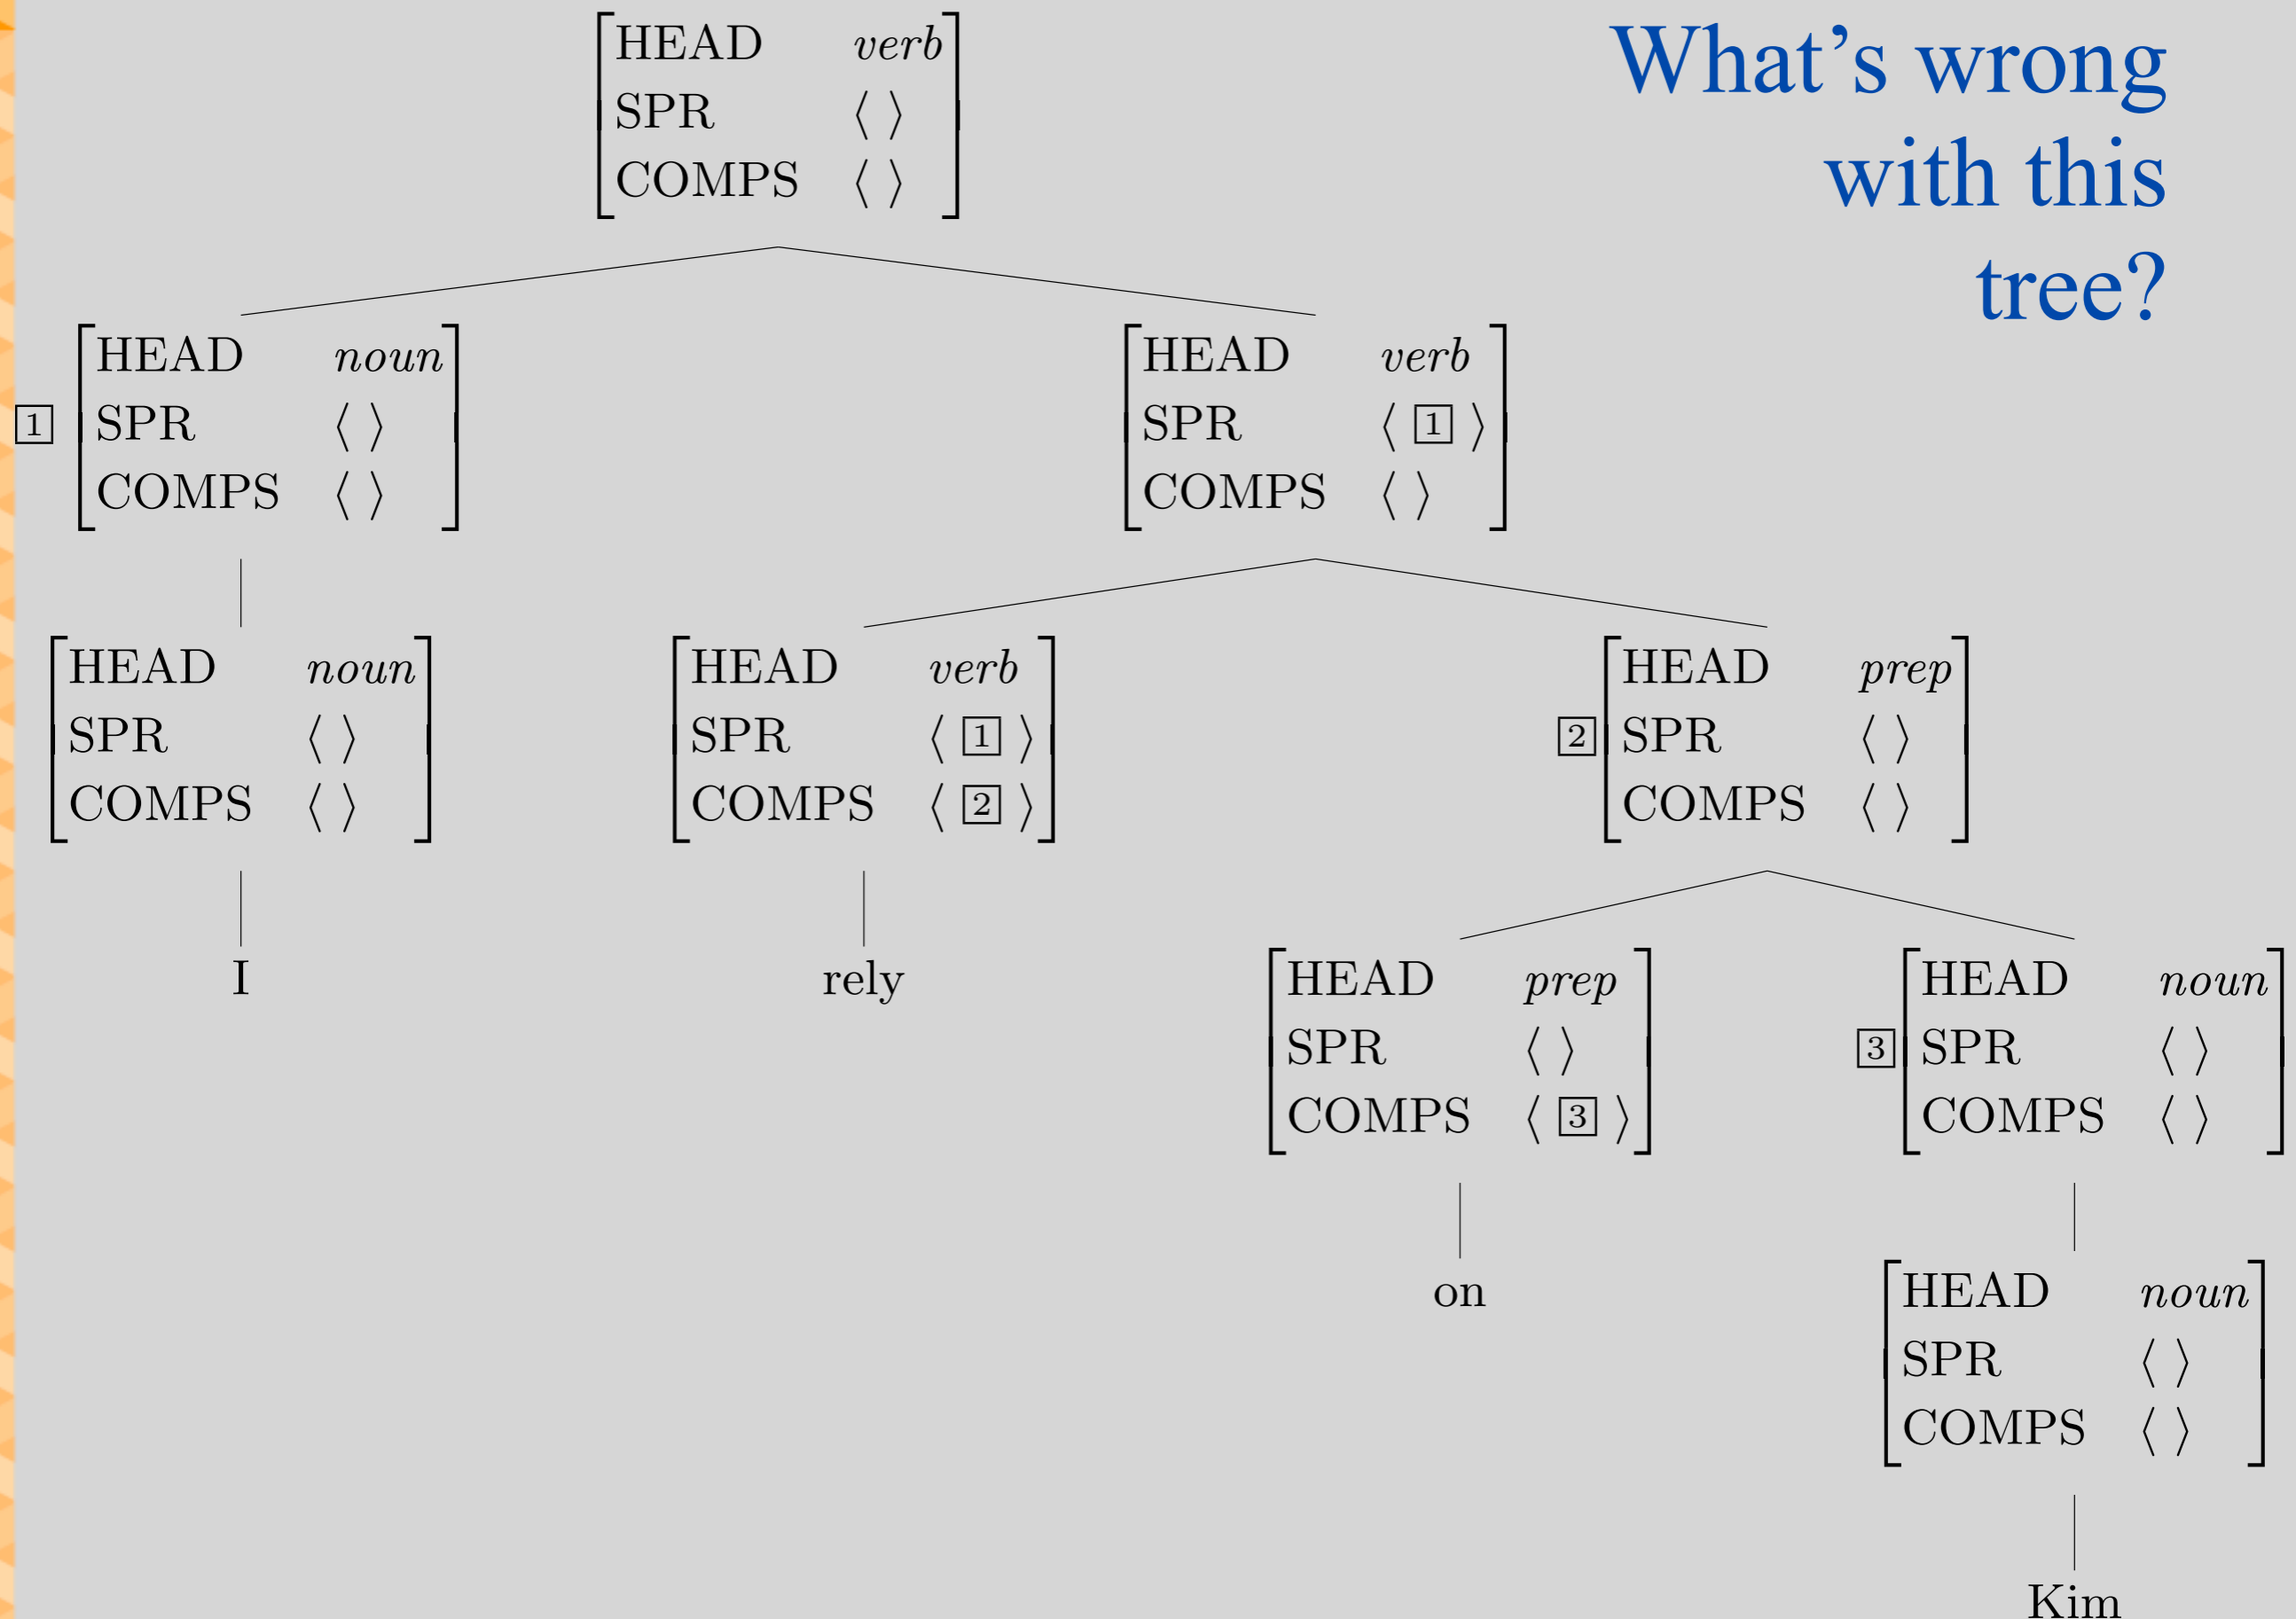 What's wrong
with this
tree?
HEAD verb
SPR ⟨ ⟩
COMPS ⟨ ⟩
1
HEAD noun
SPR ⟨ ⟩
COMPS ⟨ ⟩
HEAD verb
SPR ⟨ 1 ⟩
COMPS ⟨ ⟩
HEAD noun
SPR ⟨ ⟩
COMPS ⟨ ⟩
I
HEAD verb
SPR ⟨ 1 ⟩
COMPS ⟨ 2 ⟩
rely
2
HEAD prep
SPR ⟨ ⟩
COMPS ⟨ ⟩
HEAD prep
SPR ⟨ ⟩
COMPS ⟨ 3 ⟩
on
3
HEAD noun
SPR ⟨ ⟩
COMPS ⟨ ⟩
HEAD noun
SPR ⟨ ⟩
COMPS ⟨ ⟩
Kim